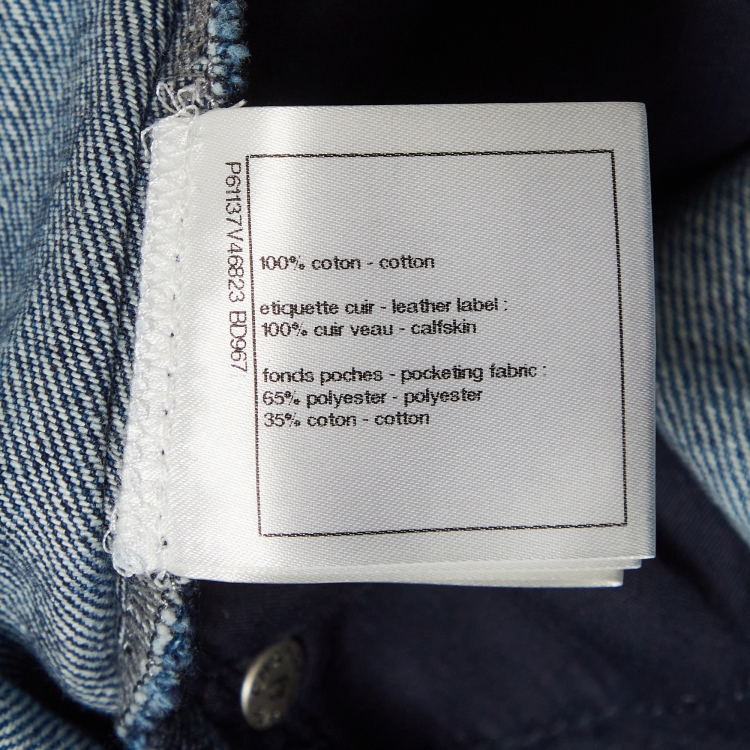 P61137V46823 BD967
100% coton - cotton
etiquette cuir - leather label :
100% cuir veau - calfskin
fonds poches - pocketing fabric :
65% polyester - polyester
35% coton - cotton